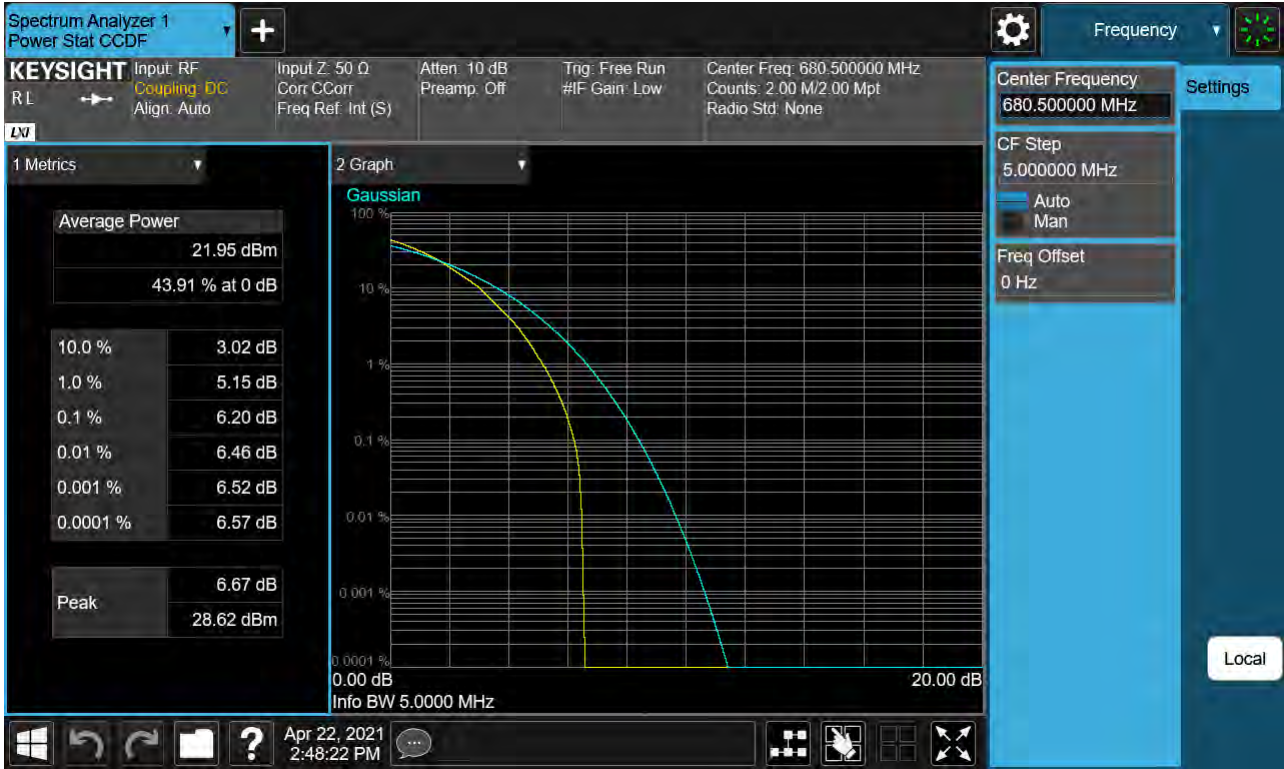 Spectrum Analyzer 1
Power Stat CCDF
Frequency
KEYSIGHT
R L
LXI
Input: RF
Coupling: DC
Align: Auto
Input Z: 50 Ω
Corr CCorr
Freq Ref: Int (S)
Atten: 10 dB
Preamp: Off
Trig: Free Run
#IF Gain: Low
Center Freq: 680.500000 MHz
Counts: 2.00 M/2.00 Mpt
Radio Std: None
Center Frequency
680.500000 MHz
Settings
CF Step
5.000000 MHz
Auto
Man
Freq Offset
0 Hz
Local
1 Metrics
Average Power
21.95 dBm
43.91 % at 0 dB
10.0 % 3.02 dB
1.0 % 5.15 dB
0.1 % 6.20 dB
0.01 % 6.46 dB
0.001 % 6.52 dB
0.0001 % 6.57 dB
Peak
6.67 dB
28.62 dBm
2 Graph
Gaussian
100 %
10 %
1 %
0.1 %
0.01 %
0.001 %
0.0001 %
0.00 dB 20.00 dB
Info BW 5.0000 MHz
?
Apr 22, 2021
2:48:22 PM